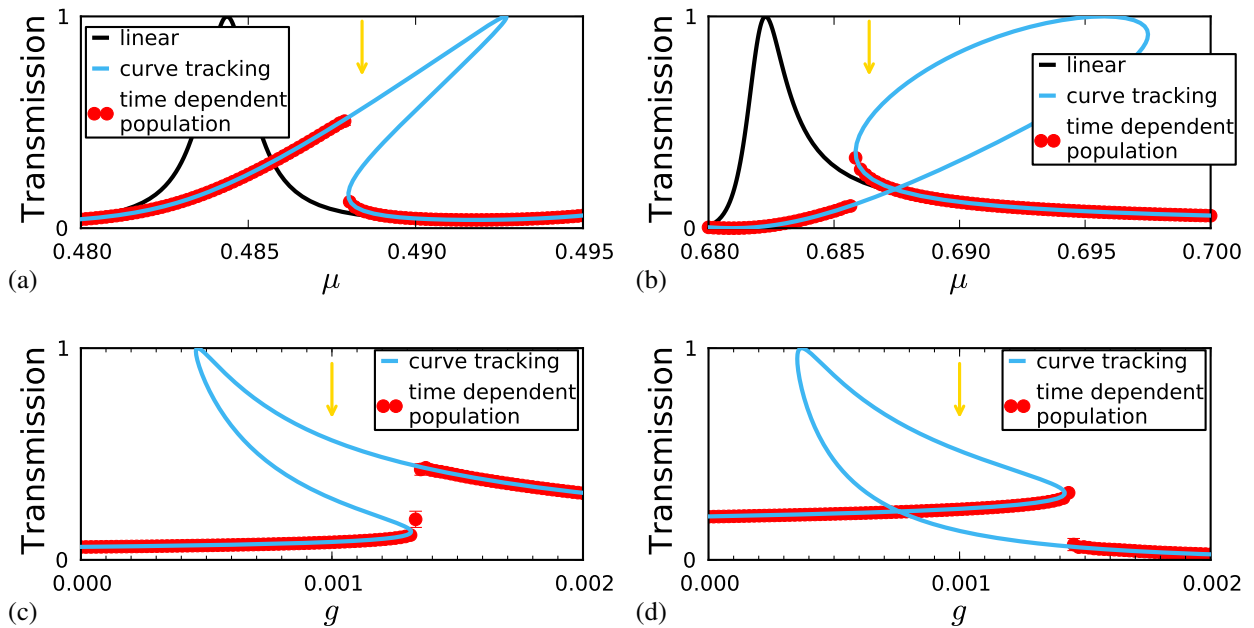 1
Transmission
linear
curve tracking
time dependent
population
0
0.480
0.485
0.490
0.495
(a)
μ
1
Transmission
linear
curve tracking
time dependent
population
0
0.680
0.685
0.690
0.695
0.700
(b)
μ
1
Transmission
curve tracking
time dependent
population
0
0.000
0.001
0.002
(c)
g
1
Transmission
curve tracking
time dependent
population
0
0.000
0.001
0.002
(d)
g